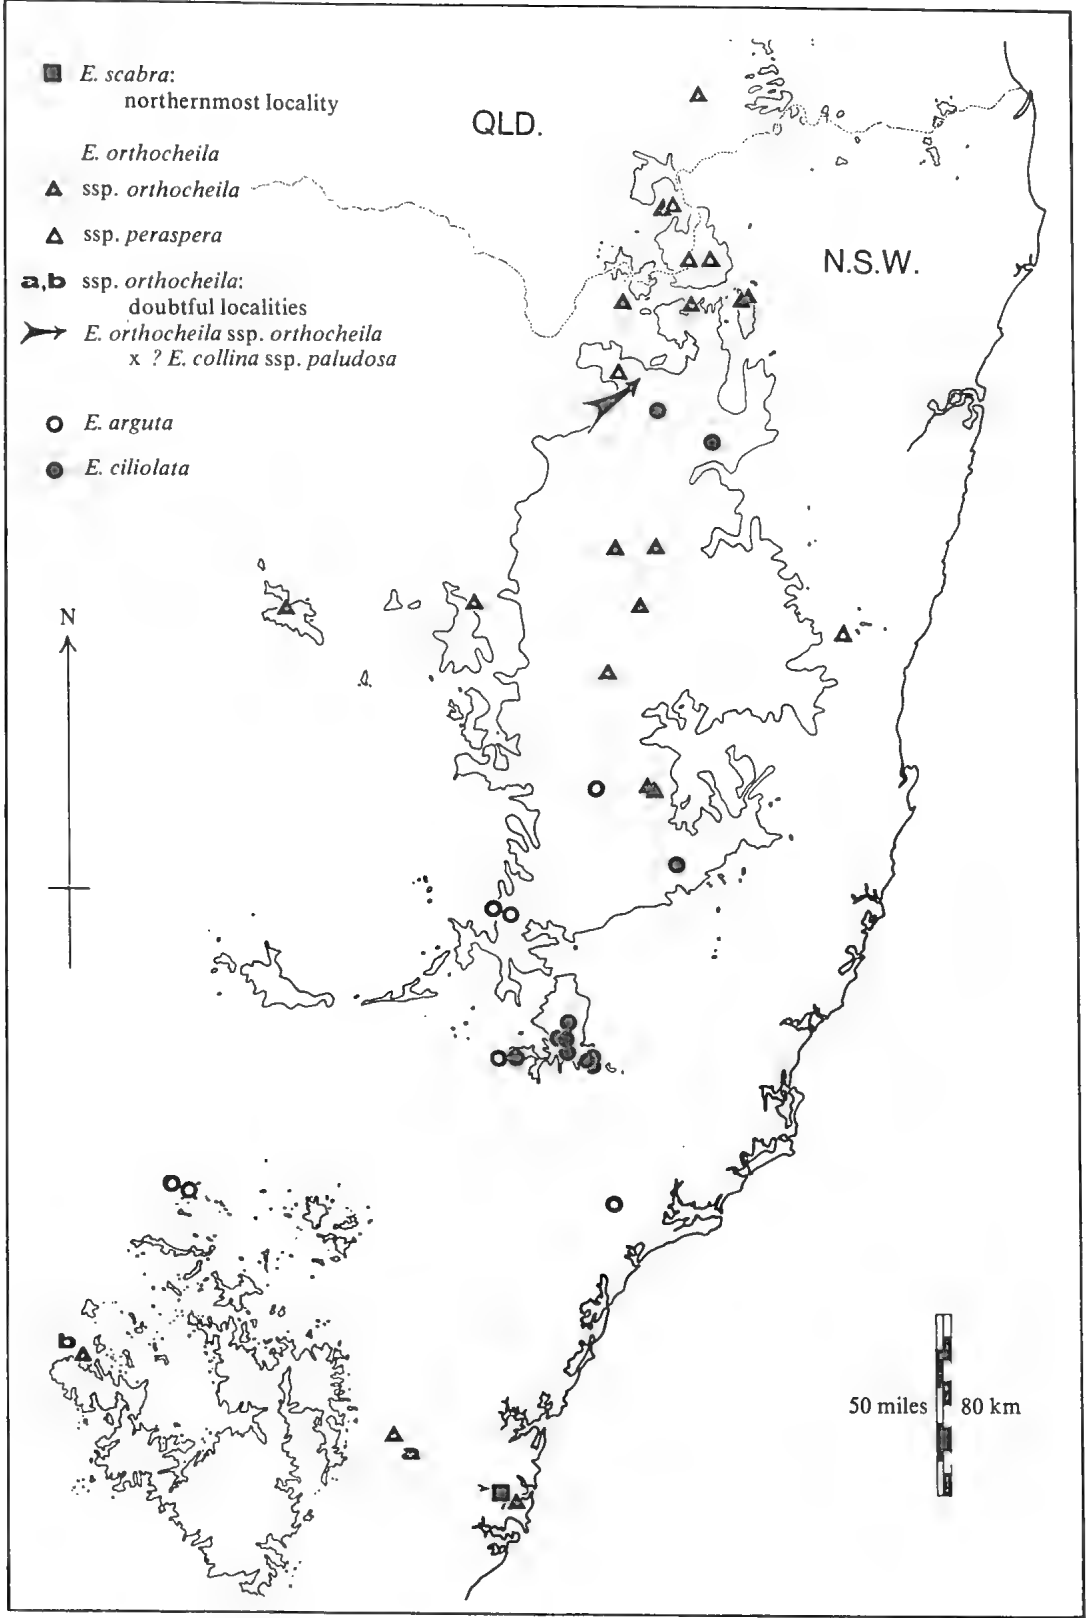 E. scabra:
northernmost locality
QLD.
E. orthocheila
ssp. orthocheila
ssp. peraspera
N.S.W.
a,b ssp. orthocheila:
doubtful localities
E. orthocheila ssp. orthocheila
x ? E. collina ssp. paludosa
E. arguta
E. ciliolata
N
b
50 miles 80 km
a